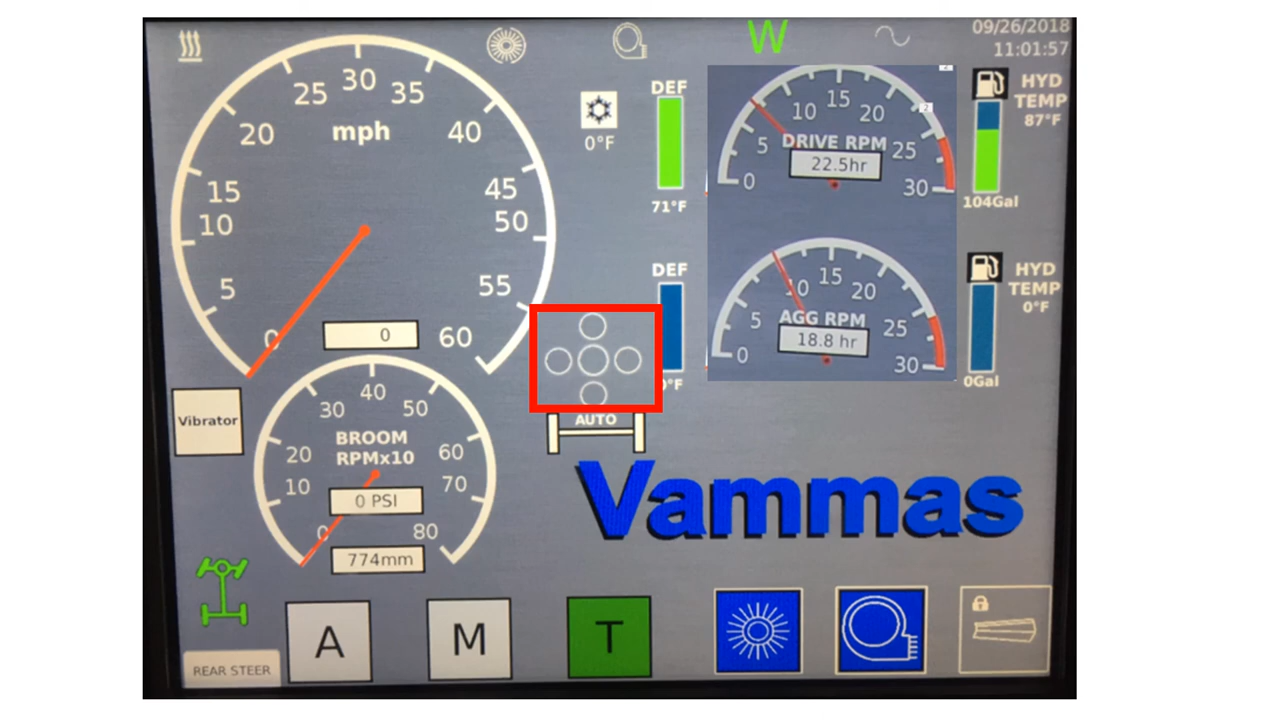 W
09/26/2018
11:01:57
0 5 10 15 20 25 30 35 40 45 50 55 60
mph
0
0°F
DEF
71°F
0 5 10 15 20 25 30
DRIVE RPM
22.5hr
HYD
TEMP
87°F
104Gal
DEF
0°F
0 5 10 15 20 25 30
AGG RPM
18.8 hr
HYD
TEMP
0°F
0Gal
Vibrator
0 10 20 30 40 50 60 70 80
BROOM
RPMx10
0 PSI
774mm
AUTO
Vammas
REAR STEER
A
M
T